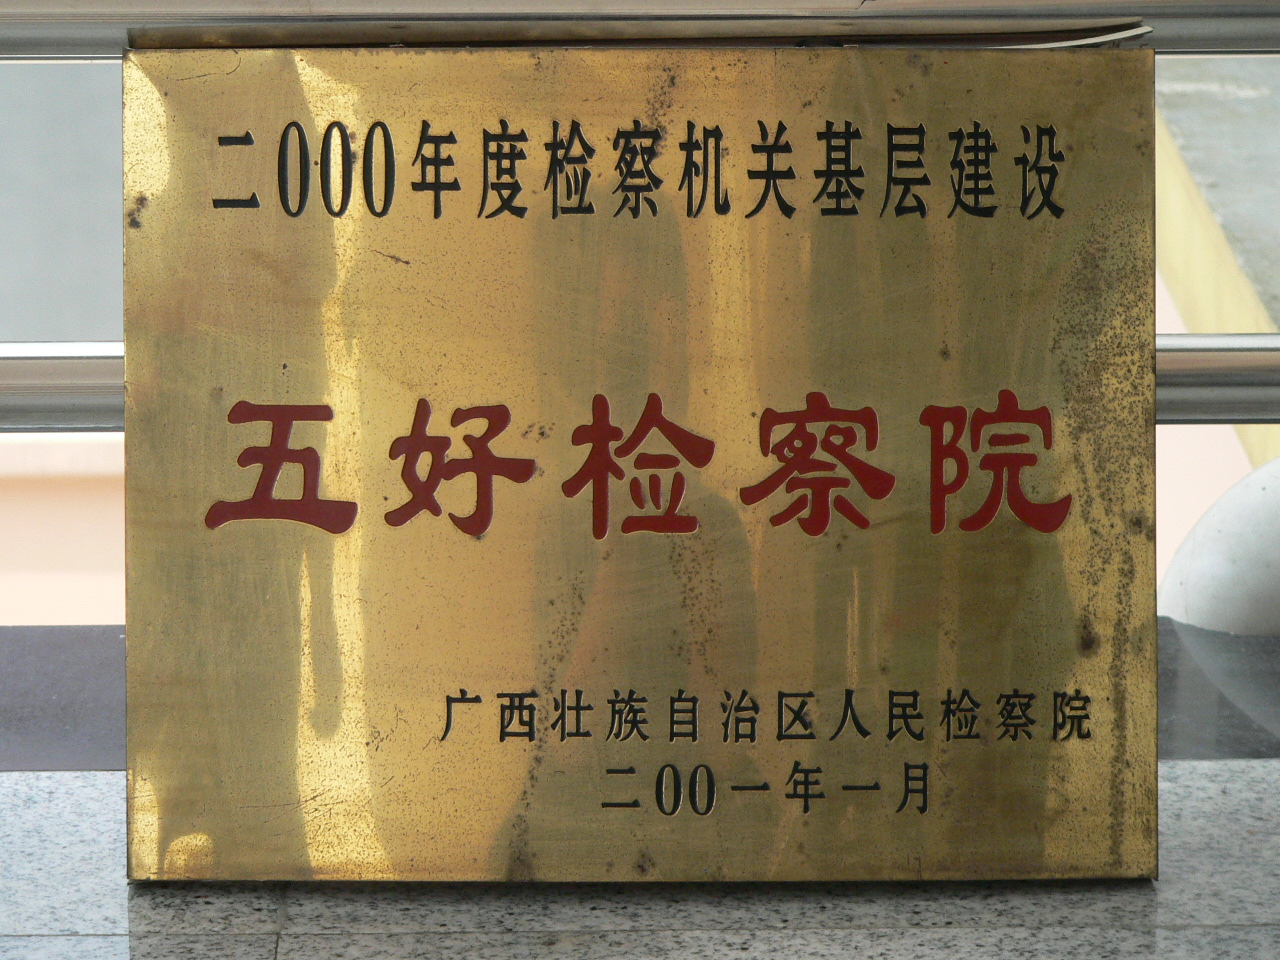 二000年度检察机关基层建设
五好检察院
广西壮族自治区人民检察院
二00一年一月